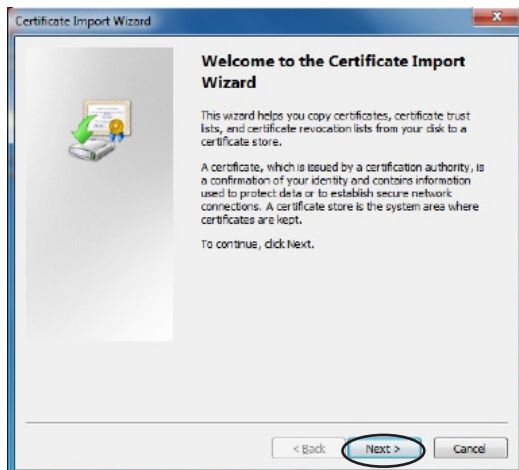 Certificate Import Wizard
Welcome to the Certificate Import
Wizard
This wizard helps you copy certificates, certificate trust
lists, and certificate revocation lists from your disk to a
certificate store.
A certificate, which is issued by a certification authority, is
a confirmation of your identity and contains information
used to protect data or to establish secure network
connections. A certificate store is the system area where
certificates are kept.
To continue, click Next.
< Back
Next >
Cancel